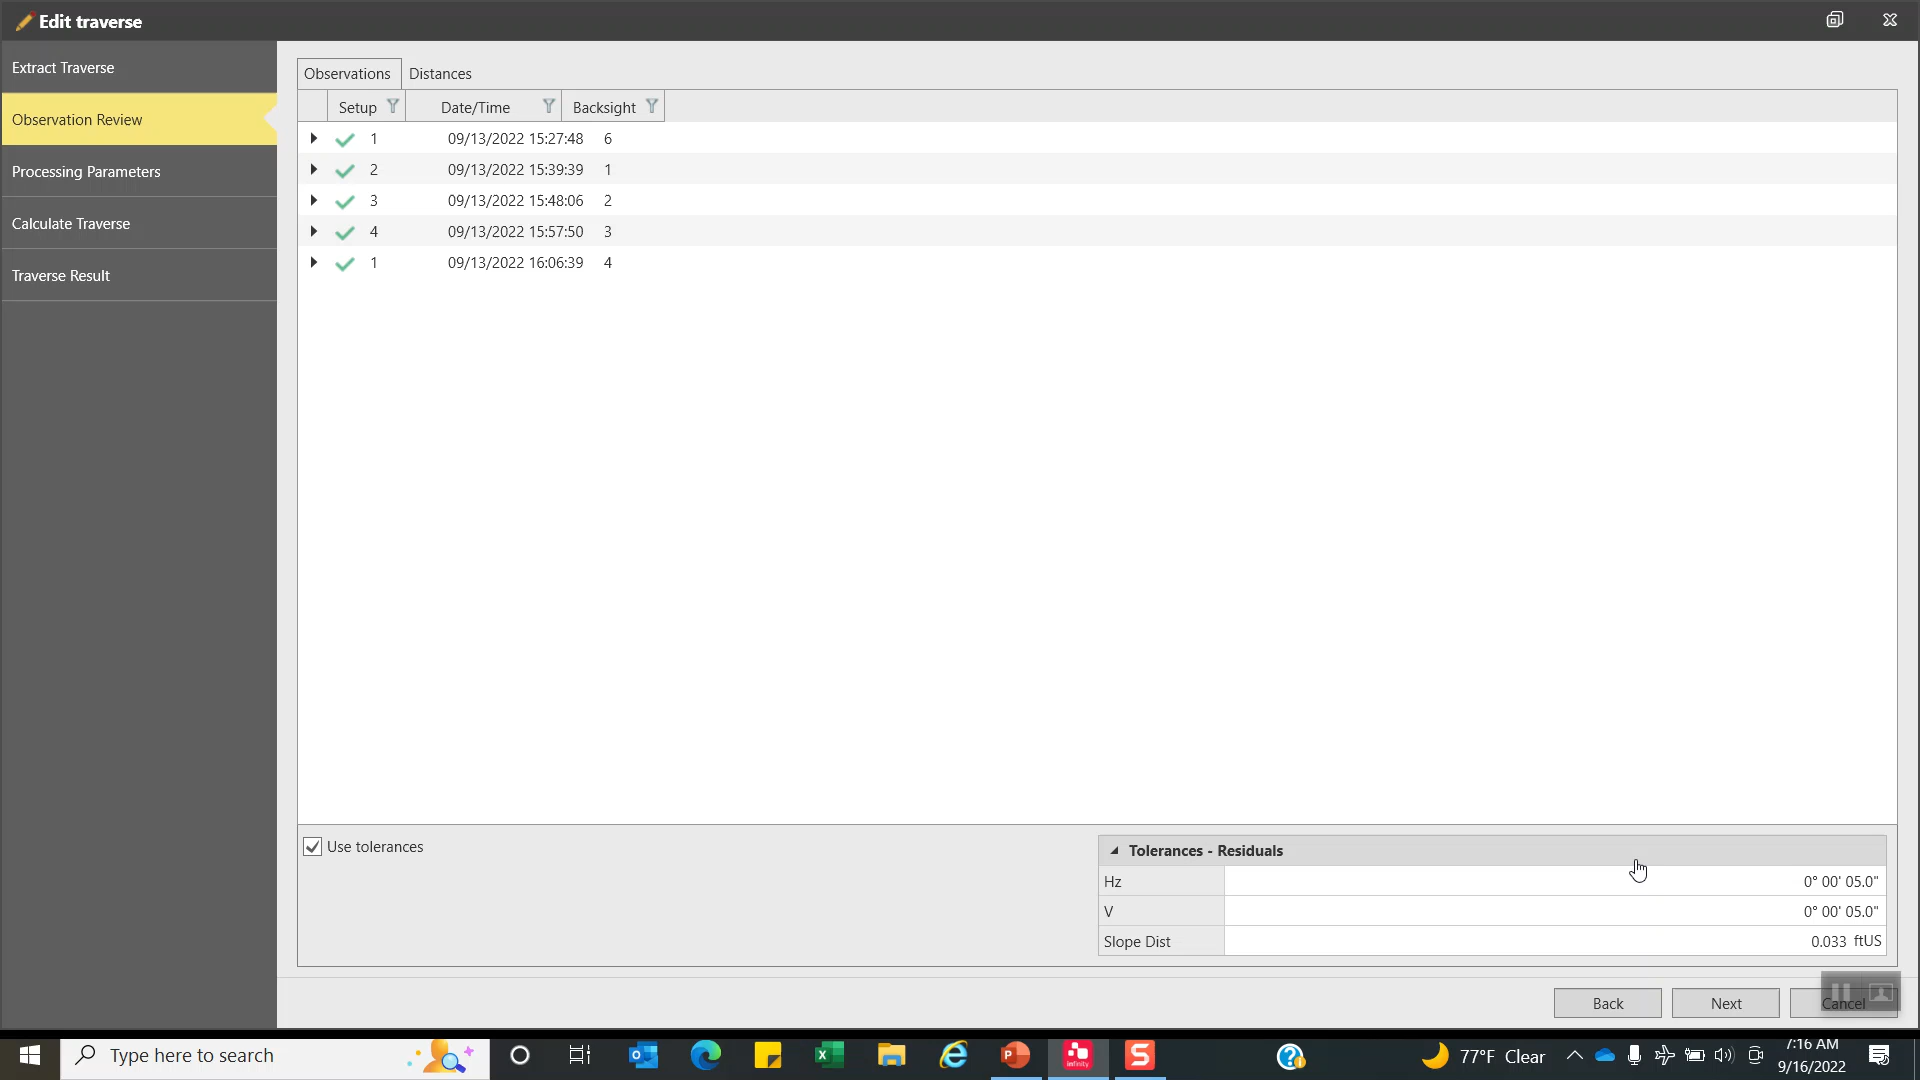 Edit traverse
Extract Traverse
Observation Review
Processing Parameters
Calculate Traverse
Traverse Result
Observations Distances
Setup Date/Time Backsight
1 09/13/2022 15:27:48 6
2 09/13/2022 15:39:39 1
3 09/13/2022 15:48:06 2
4 09/13/2022 15:57:50 3
1 09/13/2022 16:06:39 4
Use tolerances
Tolerances - Residuals
Hz 0° 00' 05.0"
V 0° 00' 05.0"
Slope Dist 0.033 ftUS
Back Next Cancel
Type here to search
infinity
77°F Clear
7:16 AM
9/16/2022